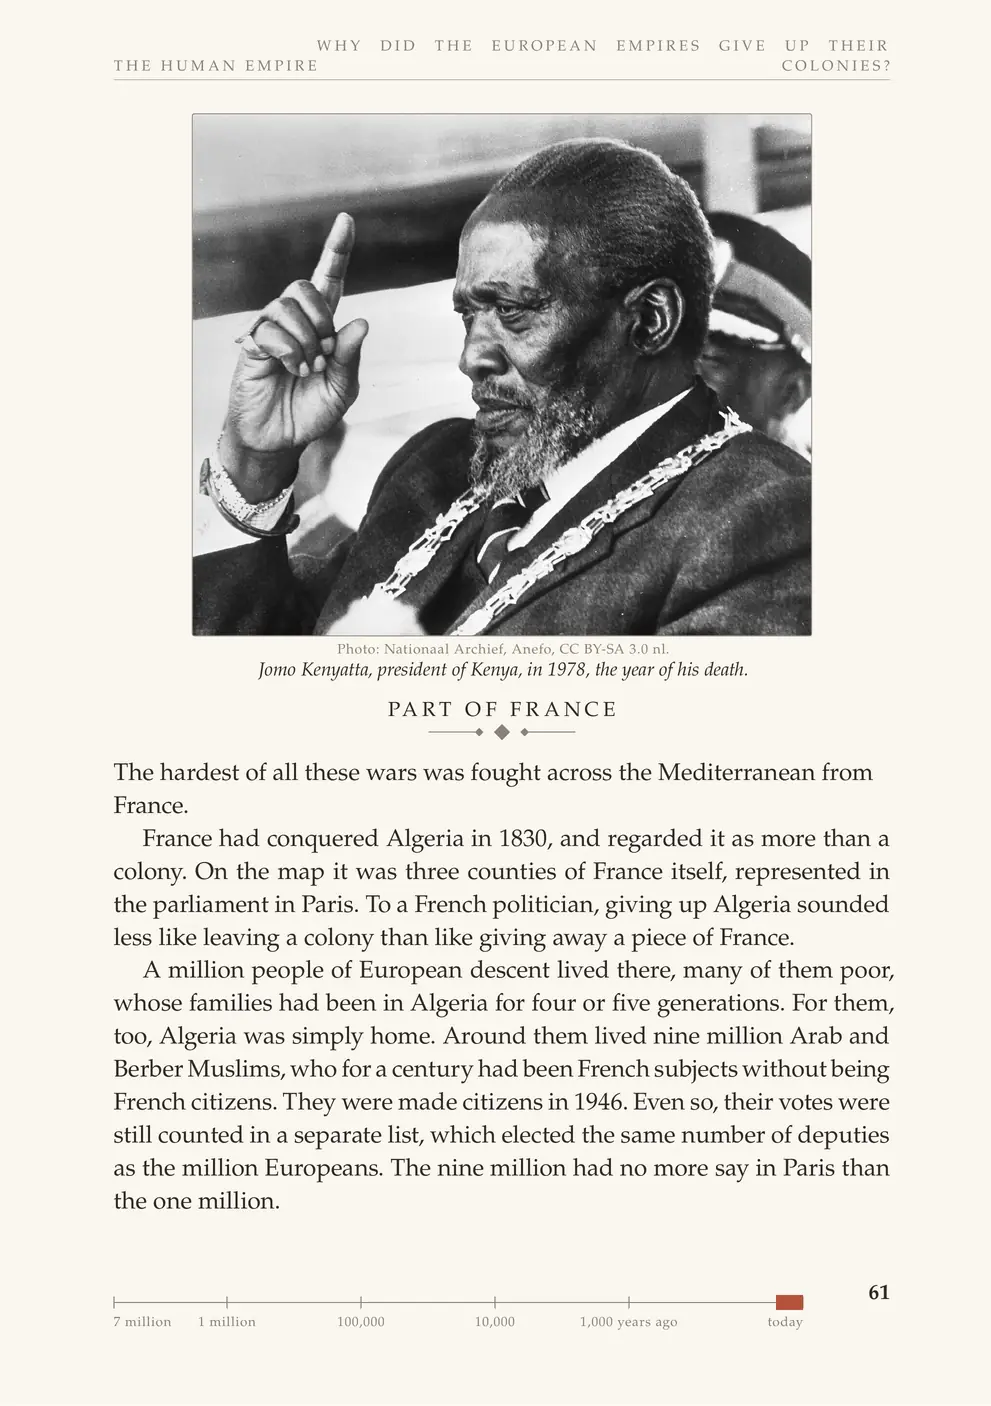 WHY DID THE EUROPEAN EMPIRES GIVE UP THEIR
THE HUMAN EMPIRE COLONIES?
Photo: Nationaal Archief, Anefo, CC BY-SA 3.0 nl.
Jomo Kenyatta, president of Kenya, in 1978, the year of his death.
PART OF FRANCE
The hardest of all these wars was fought across the Mediterranean from
France.
France had conquered Algeria in 1830, and regarded it as more than a
colony. On the map it was three counties of France itself, represented in
the parliament in Paris. To a French politician, giving up Algeria sounded
less like leaving a colony than like giving away a piece of France.
A million people of European descent lived there, many of them poor,
whose families had been in Algeria for four or five generations. For them,
too, Algeria was simply home. Around them lived nine million Arab and
Berber Muslims, who for a century had been French subjects without being
French citizens. They were made citizens in 1946. Even so, their votes were
still counted in a separate list, which elected the same number of deputies
as the million Europeans. The nine million had no more say in Paris than
the one million.
61
7 million 1 million 100,000 10,000 1,000 years ago today